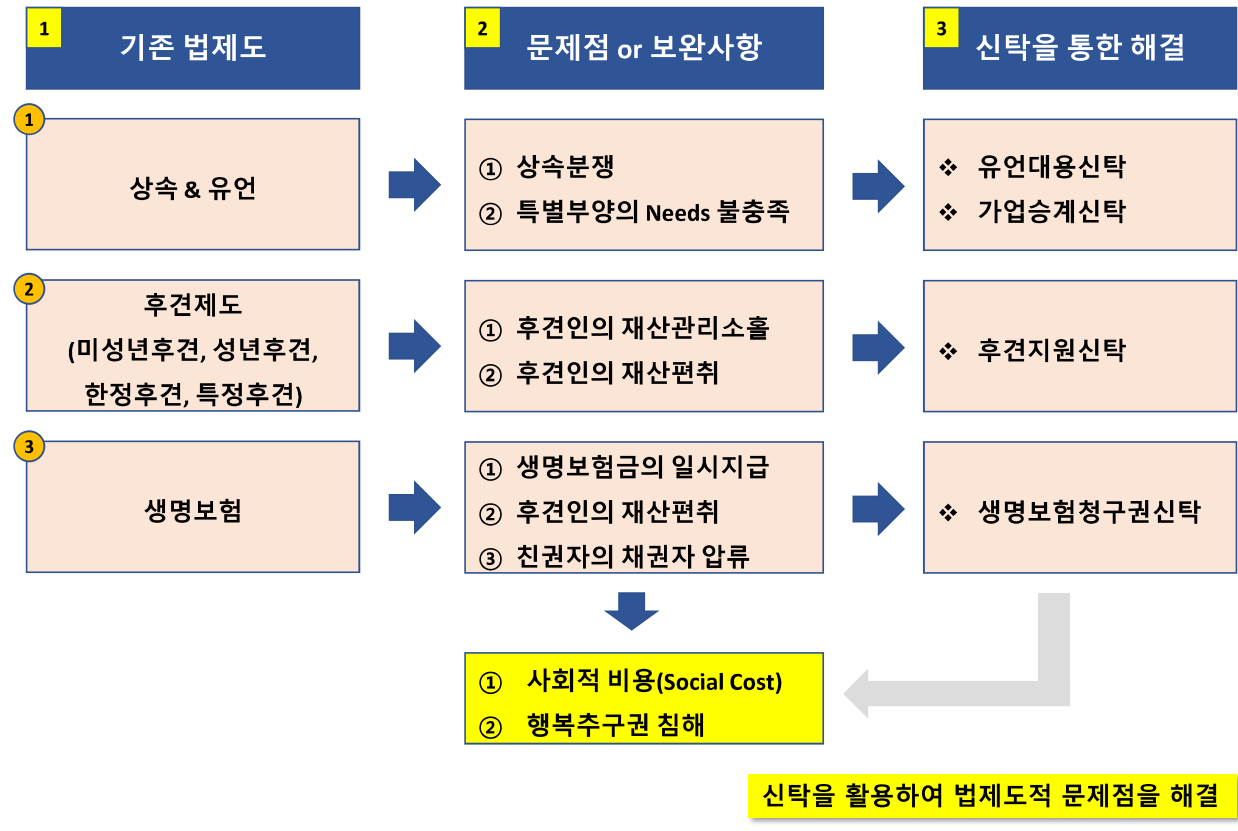 1
기존 법제도
2
문제점 or 보완사항
3
신탁을 통한 해결
1
상속 & 유언
① 상속분쟁
② 특별부양의 Needs 불충족
❖ 유언대용신탁
❖ 가업승계신탁
2
후견제도
(미성년후견, 성년후견,
한정후견, 특정후견)
① 후견인의 재산관리소홀
② 후견인의 재산편취
❖ 후견지원신탁
3
생명보험
① 생명보험금의 일시지급
② 후견인의 재산편취
③ 친권자의 채권자 압류
❖ 생명보험청구권신탁
① 사회적 비용(Social Cost)
② 행복추구권 침해
신탁을 활용하여 법제도적 문제점을 해결